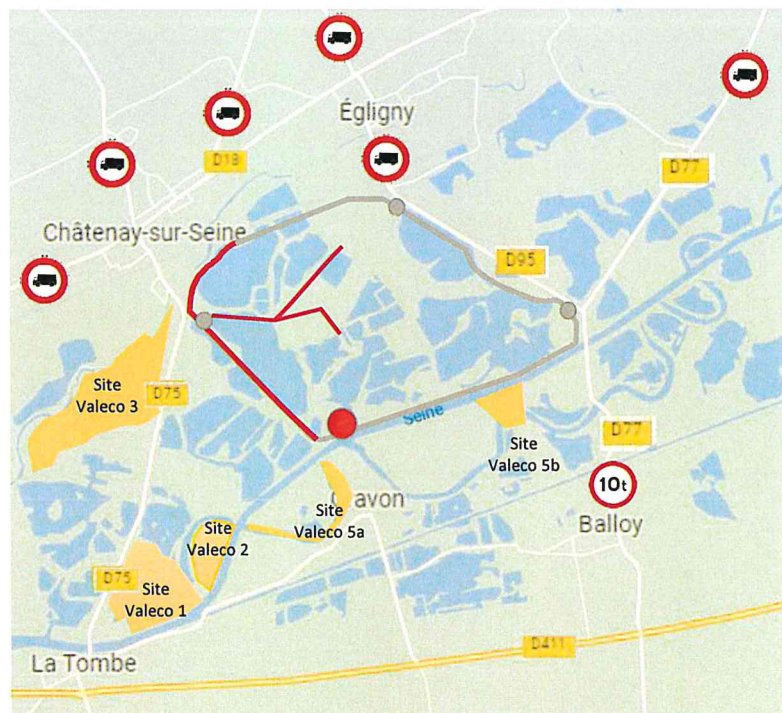 Égligny
D18
D77
Châtenay-sur-Seine
D95
Site
Valeco 3
D75
Seine
D77
Site
Valeco 5b
10t
Site
Valeco 5a
Balloy
Site
Valeco 2
D75
Site
Valeco 1
D411
La Tombe